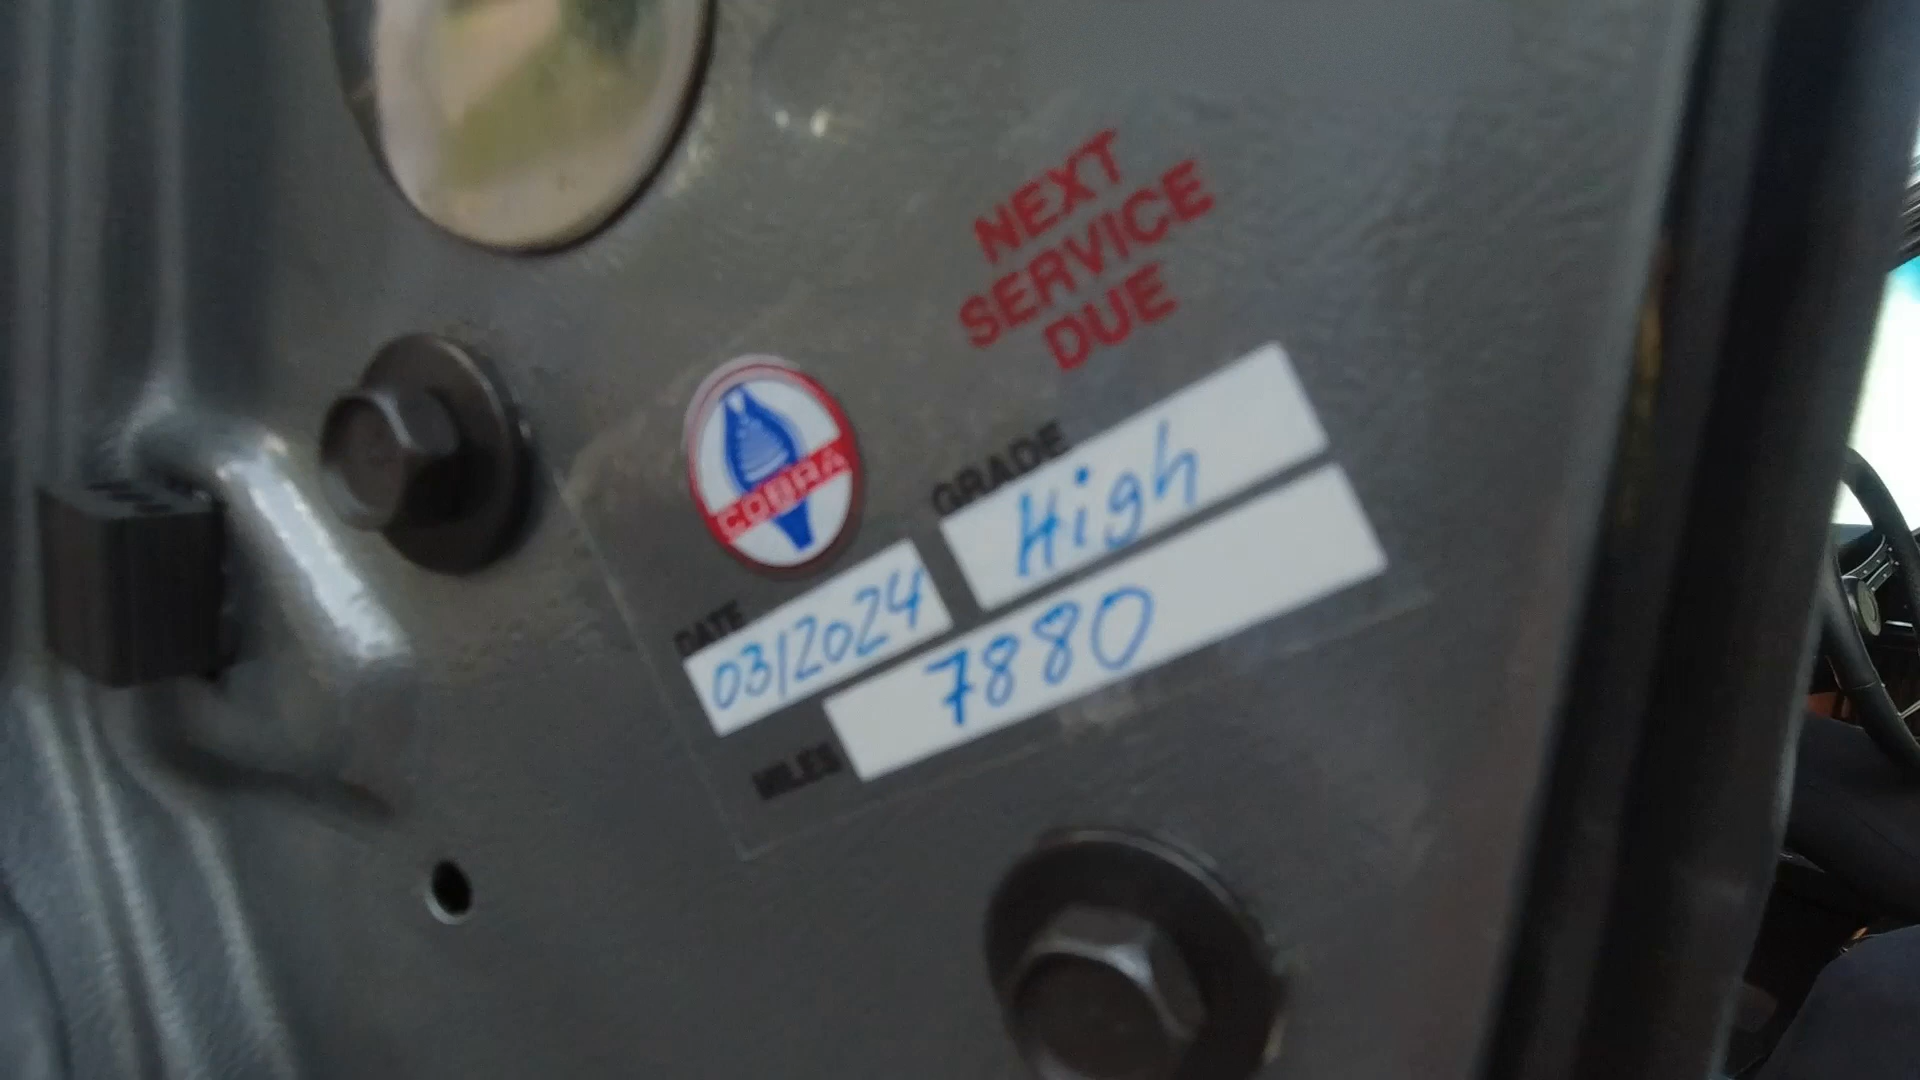 NEXT
SERVICE
DUE
COBRA
GRADE
High
DATE
03/2024
MILES
7880